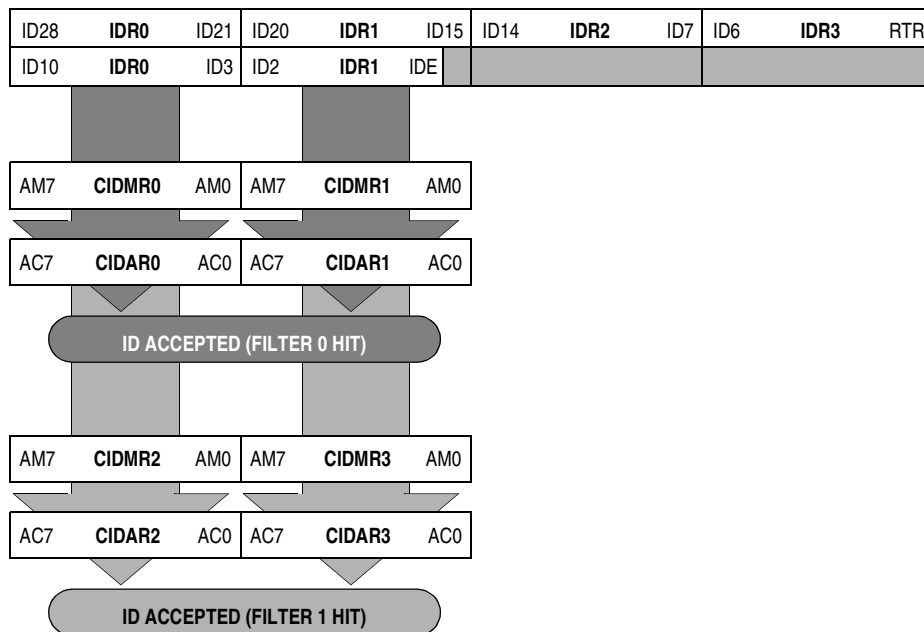 ID28 IDR0 ID21 ID20 IDR1 ID15 ID14 IDR2 ID7 ID6 IDR3 RTR
ID10 IDR0 ID3 ID2 IDR1 IDE
AM7 CIDMR0 AM0 AM7 CIDMR1 AM0
AC7 CIDAR0 AC0 AC7 CIDAR1 AC0
ID ACCEPTED (FILTER 0 HIT)
AM7 CIDMR2 AM0 AM7 CIDMR3 AM0
AC7 CIDAR2 AC0 AC7 CIDAR3 AC0
ID ACCEPTED (FILTER 1 HIT)